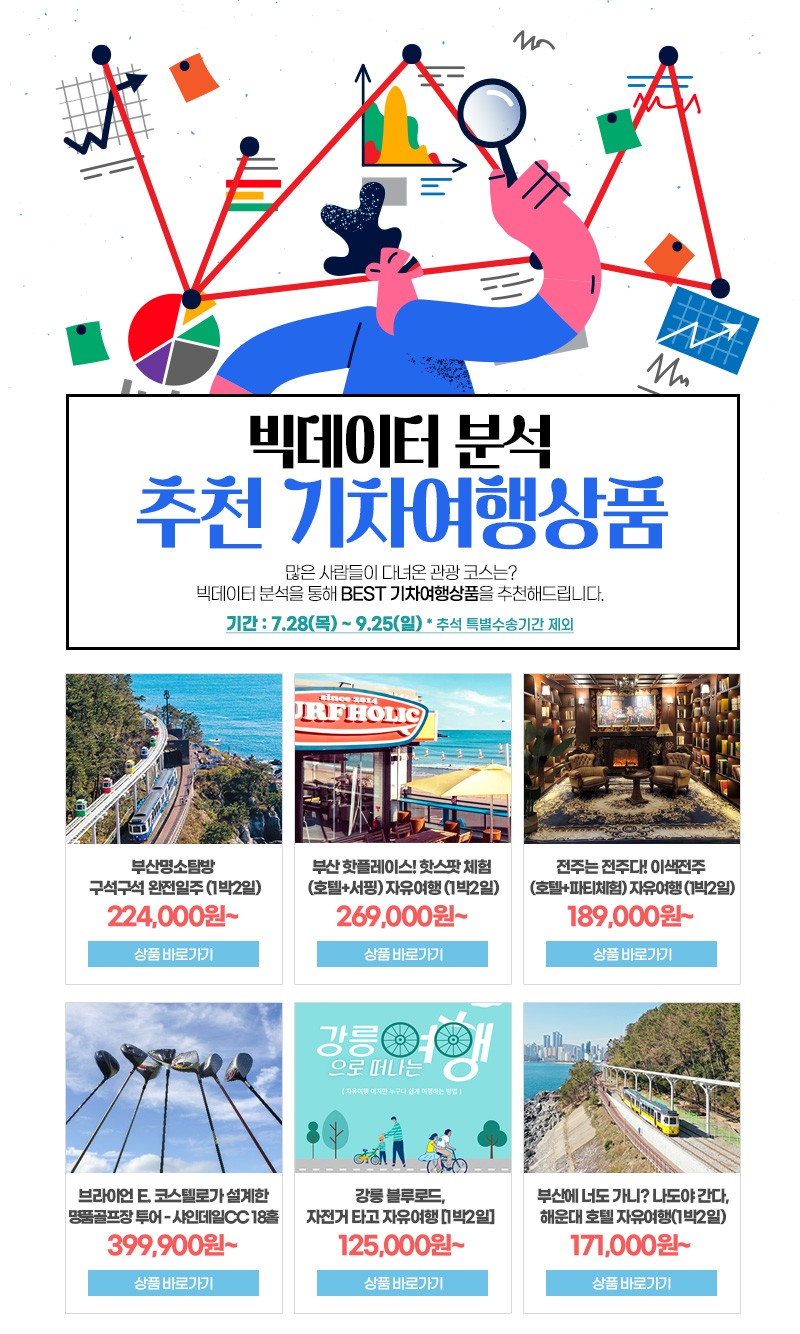 빅데이터 분석
추천 기차여행상품
많은 사람들이 다녀온 관광 코스는?
빅데이터 분석을 통해 BEST 기차여행상품을 추천해드립니다.
기간 : 7.28(목) ~ 9.25(일) * 추석 특별수송기간 제외
since 2014
URFHOLIC
부산명소탐방
구석구석 완전일주 (1박2일)
224,000원~
상품 바로가기
부산 핫플레이스! 핫스팟 체험
(호텔+서핑) 자유여행 (1박2일)
269,000원~
상품 바로가기
전주는 전주다! 이색전주
(호텔+파티체험) 자유여행 (1박2일)
189,000원~
상품 바로가기
강릉여행
으로 떠나는
( 자유여행 이지만 누구나 쉽게 여행하는 방법 )
브라이언 E. 코스텔로가 설계한
명품골프장 투어 - 샤인데일CC 18홀
399,900원~
상품 바로가기
강릉 블루로드,
자전거 타고 자유여행 [1박2일]
125,000원~
상품 바로가기
부산에 너도 가니? 나도야 간다,
해운대 호텔 자유여행(1박2일)
171,000원~
상품 바로가기